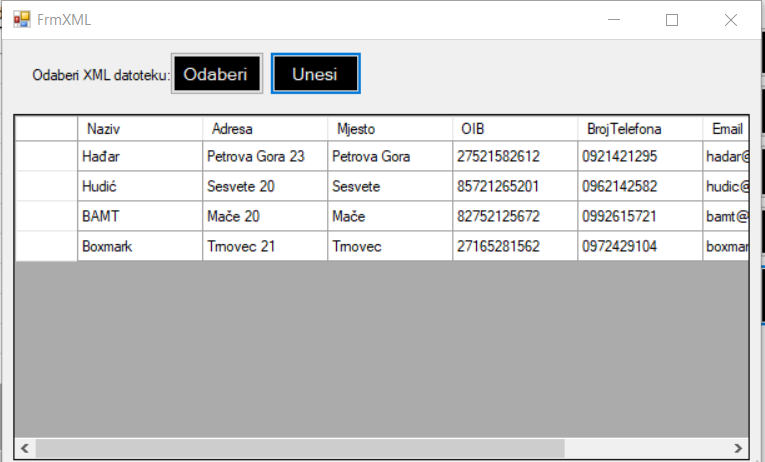 FrmXML
Odaberi XML datoteku: Odaberi Unesi
Naziv Adresa Mjesto OIB BrojTelefona Email
Hađar Petrova Gora 23 Petrova Gora 27521582612 0921421295 hadar@
Hudić Sesvete 20 Sesvete 85721265201 0962142582 hudic@
BAMT Mače 20 Mače 82752125672 0992615721 bamt@
Boxmark Trnovec 21 Trnovec 27165281562 0972429104 boxmar